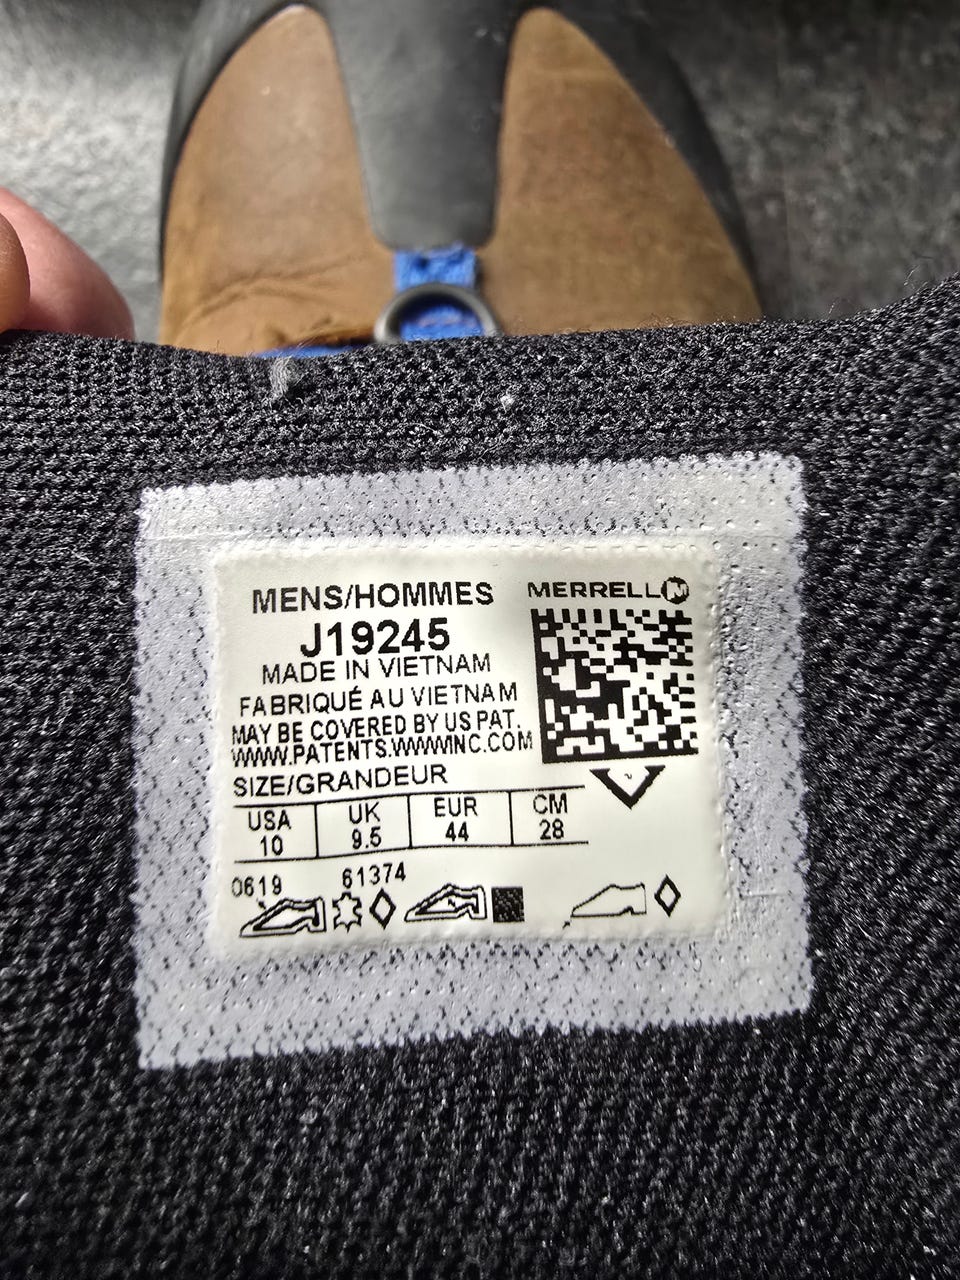 MENS/HOMMES
MERRELL
J19245
MADE IN VIETNAM
FABRIQUÉ AU VIETNAM
MAY BE COVERED BY US PAT.
WWW.PATENTS.WWWINC.COM
SIZE/GRANDEUR
USA UK EUR CM
10 9.5 44 28
0619 61374